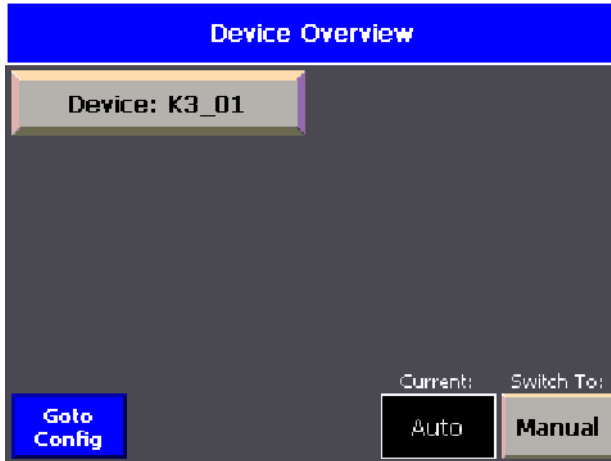 Device Overview
Device: K3_01
Current: Switch To:
Goto
Config
Auto
Manual